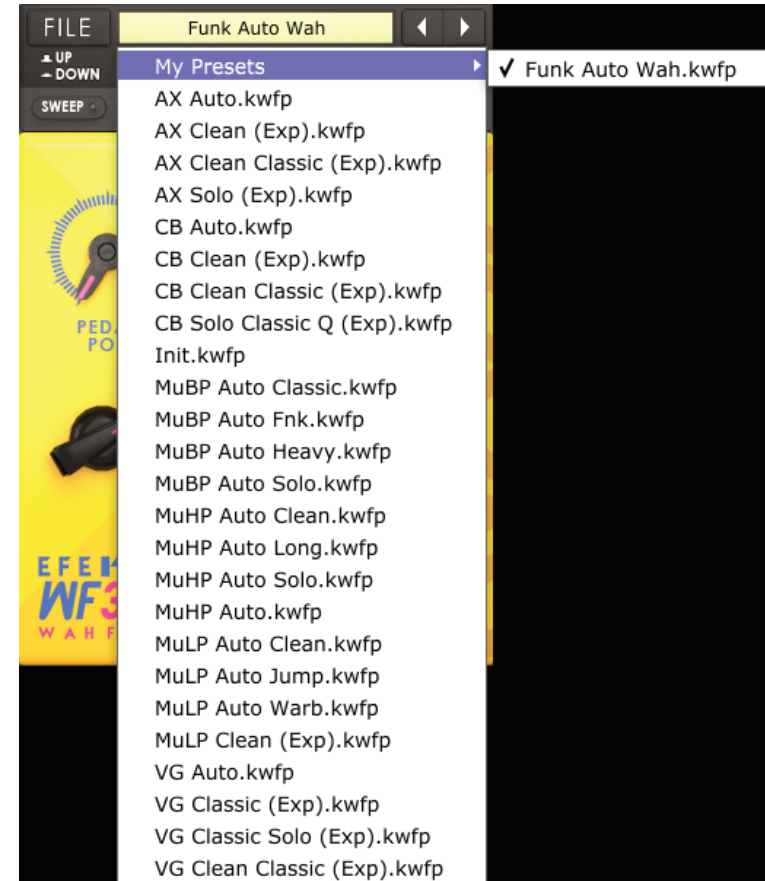 FILE
Funk Auto Wah
UP
DOWN
SWEEP
My Presets
Funk Auto Wah.kwfp
AX Auto.kwfp
AX Clean (Exp).kwfp
AX Clean Classic (Exp).kwfp
AX Solo (Exp).kwfp
CB Auto.kwfp
CB Clean (Exp).kwfp
CB Clean Classic (Exp).kwfp
CB Solo Classic Q (Exp).kwfp
Init.kwfp
MuBP Auto Classic.kwfp
MuBP Auto Fnk.kwfp
MuBP Auto Heavy.kwfp
MuBP Auto Solo.kwfp
MuHP Auto Clean.kwfp
MuHP Auto Long.kwfp
MuHP Auto Solo.kwfp
MuHP Auto.kwfp
MuLP Auto Clean.kwfp
MuLP Auto Jump.kwfp
MuLP Auto Warb.kwfp
MuLP Clean (Exp).kwfp
VG Auto.kwfp
VG Classic (Exp).kwfp
VG Classic Solo (Exp).kwfp
VG Clean Classic (Exp).kwfp
PED
PO
EFE
WF3
WAH F